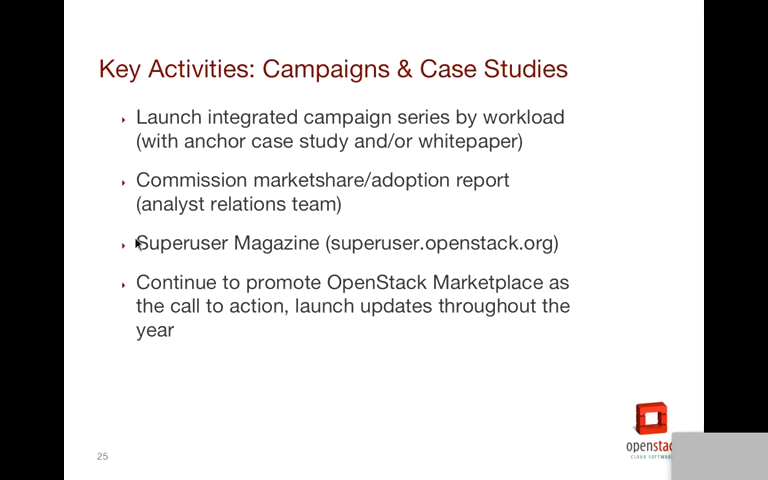 Key Activities: Campaigns & Case Studies
Launch integrated campaign series by workload
(with anchor case study and/or whitepaper)
Commission marketshare/adoption report
(analyst relations team)
Superuser Magazine (superuser.openstack.org)
Continue to promote OpenStack Marketplace as
the call to action, launch updates throughout the
year
25